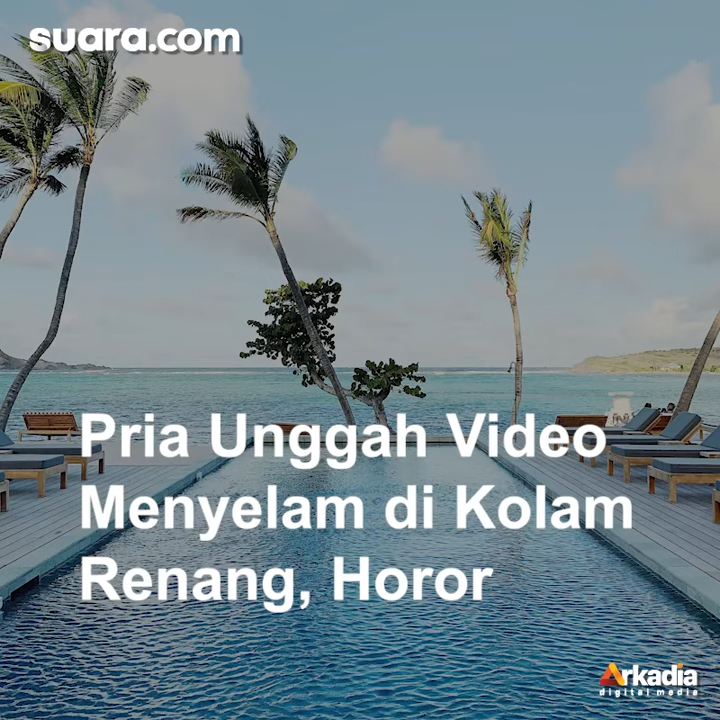 suara.com
Pria Unggah Video
Menyelam di Kolam
Renang, Horor
Arkadia
digital media